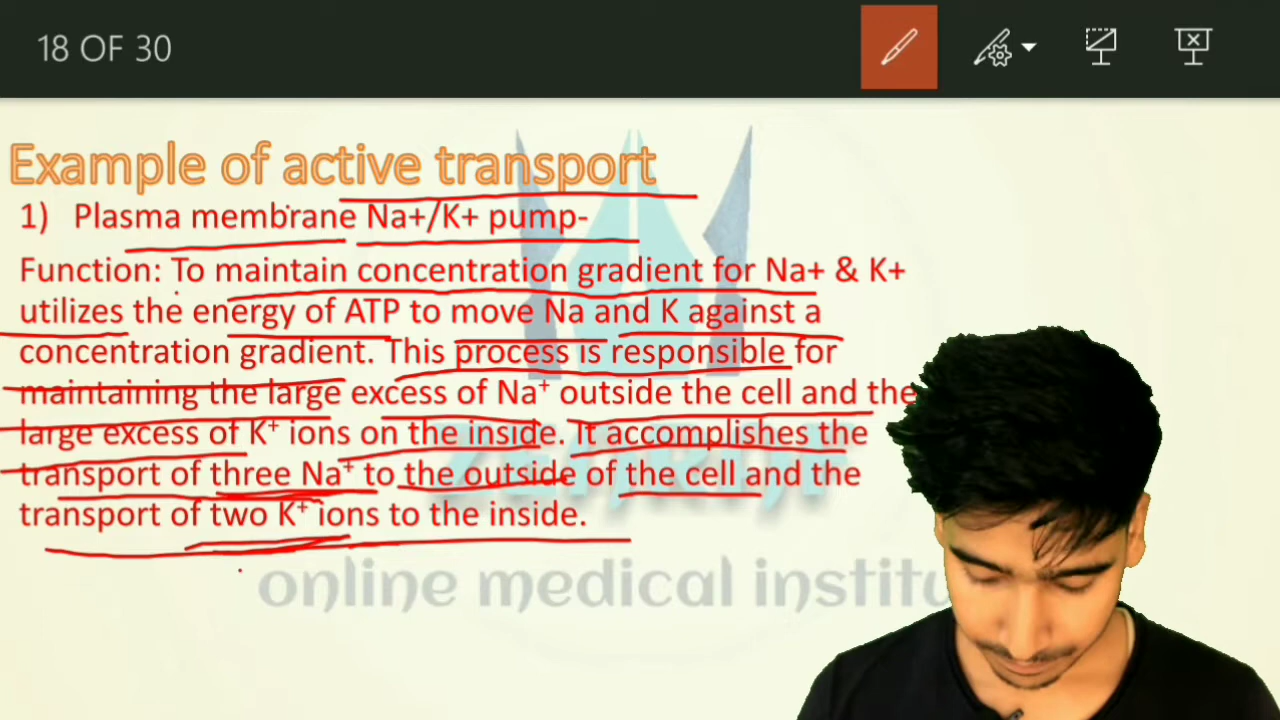 18 OF 30
Example of active transport
1) Plasma membrane Na+/K+ pump-
Function: To maintain concentration gradient for Na+ & K+
utilizes the energy of ATP to move Na and K against a
concentration gradient. This process is responsible for
maintaining the large excess of Na⁺ outside the cell and the
large excess of K⁺ ions on the inside. It accomplishes the
transport of three Na⁺ to the outside of the cell and the
transport of two K⁺ ions to the inside.
online medical